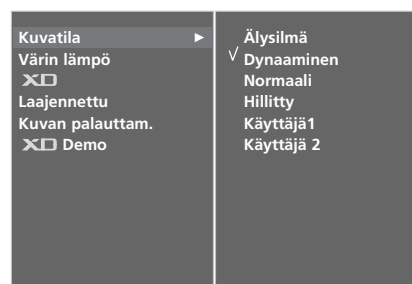 Kuvatila ►
Värin lämpö
XD
Laajennettu
Kuvan palauttam.
XD Demo
Älysilmä
√ Dynaaminen
Normaali
Hillitty
Käyttäjä1
Käyttäjä 2